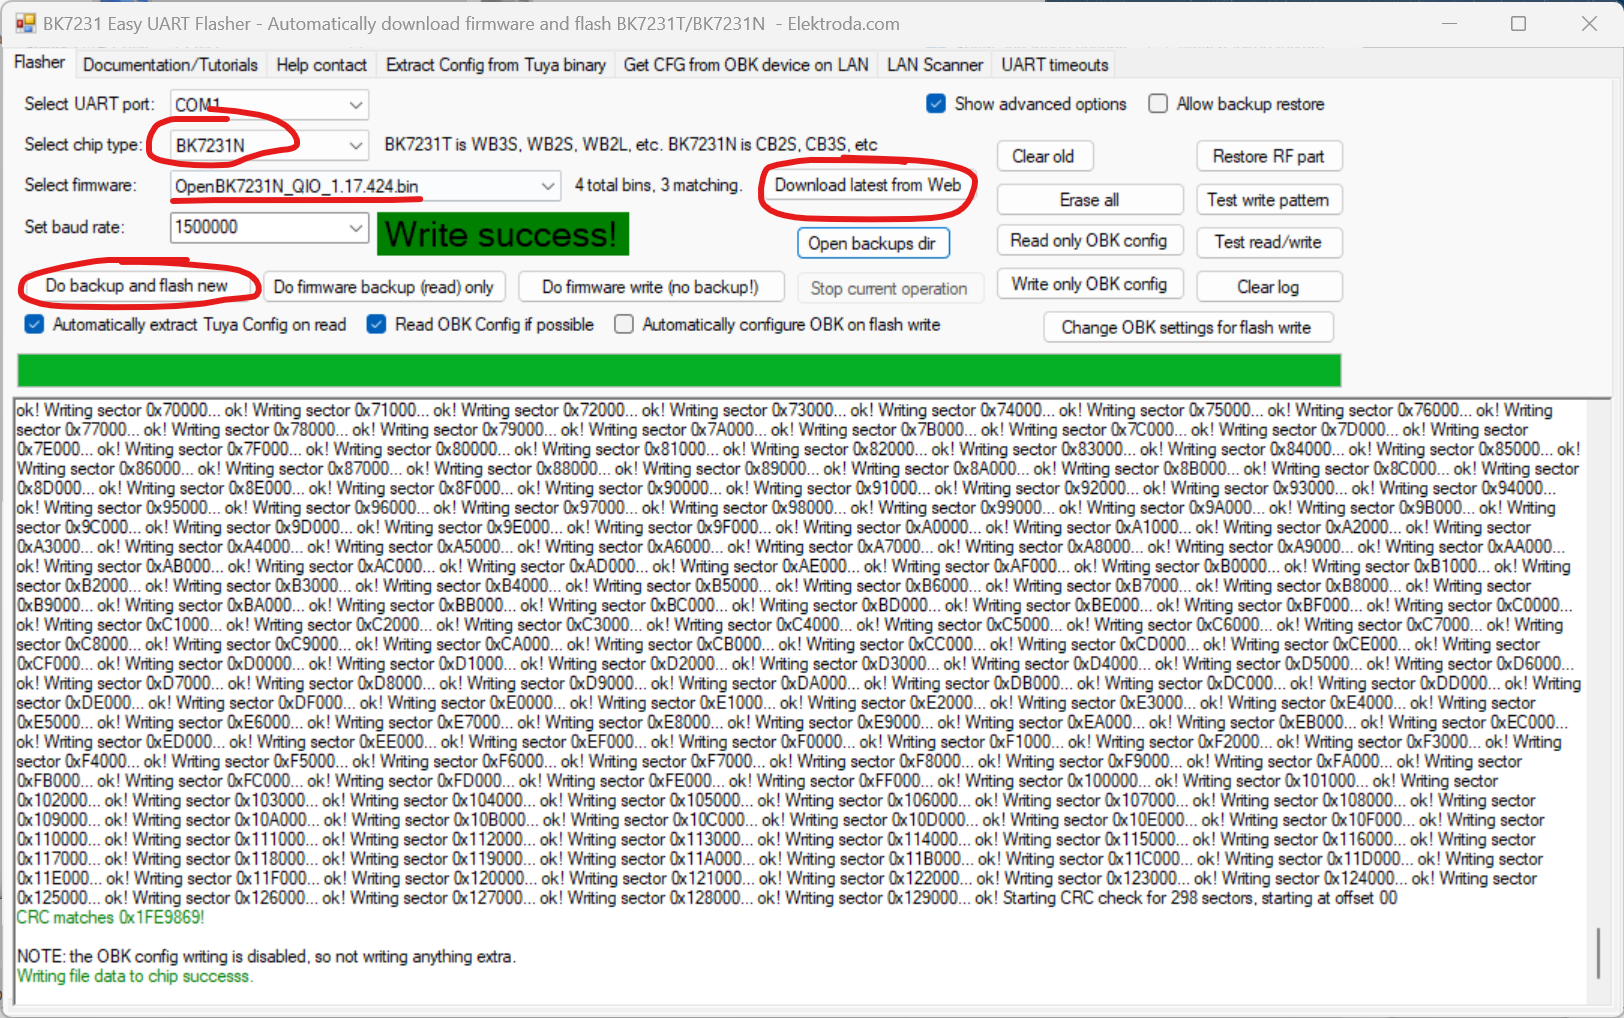 BK7231 Easy UART Flasher - Automatically download firmware and flash BK7231T/BK7231N - Elektroda.com
Flasher Documentation/Tutorials Help contact Extract Config from Tuya binary Get CFG from OBK device on LAN LAN Scanner UART timeouts
Select UART port: COM1 Show advanced options Allow backup restore
Select chip type: BK7231N BK7231T is WB3S, WB2S, WB2L, etc. BK7231N is CB2S, CB3S, etc Clear old Restore RF part
Select firmware: OpenBK7231N_QIO_1.17.424.bin 4 total bins, 3 matching. Download latest from Web Erase all Test write pattern
Set baud rate: 1500000 Write success! Open backups dir Read only OBK config Test read/write
Do backup and flash new Do firmware backup (read) only Do firmware write (no backup!) Stop current operation Write only OBK config Clear log
Automatically extract Tuya Config on read Read OBK Config if possible Automatically configure OBK on flash write Change OBK settings for flash write
ok! Writing sector 0x70000... ok! Writing sector 0x71000... ok! Writing sector 0x72000... ok! Writing sector 0x73000... ok! Writing sector 0x74000... ok! Writing sector 0x75000... ok! Writing sector 0x76000... ok! Writing
sector 0x77000... ok! Writing sector 0x78000... ok! Writing sector 0x79000... ok! Writing sector 0x7A000... ok! Writing sector 0x7B000... ok! Writing sector 0x7C000... ok! Writing sector 0x7D000... ok! Writing sector
0x7E000... ok! Writing sector 0x7F000... ok! Writing sector 0x80000... ok! Writing sector 0x81000... ok! Writing sector 0x82000... ok! Writing sector 0x83000... ok! Writing sector 0x84000... ok! Writing sector 0x85000... ok!
Writing sector 0x86000... ok! Writing sector 0x87000... ok! Writing sector 0x88000... ok! Writing sector 0x89000... ok! Writing sector 0x8A000... ok! Writing sector 0x8B000... ok! Writing sector 0x8C000... ok! Writing sector
0x8D000... ok! Writing sector 0x8E000... ok! Writing sector 0x8F000... ok! Writing sector 0x90000... ok! Writing sector 0x91000... ok! Writing sector 0x92000... ok! Writing sector 0x93000... ok! Writing sector 0x94000...
ok! Writing sector 0x95000... ok! Writing sector 0x96000... ok! Writing sector 0x97000... ok! Writing sector 0x98000... ok! Writing sector 0x99000... ok! Writing sector 0x9A000... ok! Writing sector 0x9B000... ok! Writing
sector 0x9C000... ok! Writing sector 0x9D000... ok! Writing sector 0x9E000... ok! Writing sector 0x9F000... ok! Writing sector 0xA0000... ok! Writing sector 0xA1000... ok! Writing sector 0xA2000... ok! Writing sector
0xA3000... ok! Writing sector 0xA4000... ok! Writing sector 0xA5000... ok! Writing sector 0xA6000... ok! Writing sector 0xA7000... ok! Writing sector 0xA8000... ok! Writing sector 0xA9000... ok! Writing sector 0xAA000...
ok! Writing sector 0xAB000... ok! Writing sector 0xAC000... ok! Writing sector 0xAD000... ok! Writing sector 0xAE000... ok! Writing sector 0xAF000... ok! Writing sector 0xB0000... ok! Writing sector 0xB1000... ok! Writing
sector 0xB2000... ok! Writing sector 0xB3000... ok! Writing sector 0xB4000... ok! Writing sector 0xB5000... ok! Writing sector 0xB6000... ok! Writing sector 0xB7000... ok! Writing sector 0xB8000... ok! Writing sector
0xB9000... ok! Writing sector 0xBA000... ok! Writing sector 0xBB000... ok! Writing sector 0xBC000... ok! Writing sector 0xBD000... ok! Writing sector 0xBE000... ok! Writing sector 0xBF000... ok! Writing sector 0xC0000...
ok! Writing sector 0xC1000... ok! Writing sector 0xC2000... ok! Writing sector 0xC3000... ok! Writing sector 0xC4000... ok! Writing sector 0xC5000... ok! Writing sector 0xC6000... ok! Writing sector 0xC7000... ok! Writing
sector 0xC8000... ok! Writing sector 0xC9000... ok! Writing sector 0xCA000... ok! Writing sector 0xCB000... ok! Writing sector 0xCC000... ok! Writing sector 0xCD000... ok! Writing sector 0xCE000... ok! Writing sector
0xCF000... ok! Writing sector 0xD0000... ok! Writing sector 0xD1000... ok! Writing sector 0xD2000... ok! Writing sector 0xD3000... ok! Writing sector 0xD4000... ok! Writing sector 0xD5000... ok! Writing sector 0xD6000...
ok! Writing sector 0xD7000... ok! Writing sector 0xD8000... ok! Writing sector 0xD9000... ok! Writing sector 0xDA000... ok! Writing sector 0xDB000... ok! Writing sector 0xDC000... ok! Writing sector 0xDD000... ok! Writing
sector 0xDE000... ok! Writing sector 0xDF000... ok! Writing sector 0xE0000... ok! Writing sector 0xE1000... ok! Writing sector 0xE2000... ok! Writing sector 0xE3000... ok! Writing sector 0xE4000... ok! Writing sector
0xE5000... ok! Writing sector 0xE6000... ok! Writing sector 0xE7000... ok! Writing sector 0xE8000... ok! Writing sector 0xE9000... ok! Writing sector 0xEA000... ok! Writing sector 0xEB000... ok! Writing sector 0xEC000...
ok! Writing sector 0xED000... ok! Writing sector 0xEE000... ok! Writing sector 0xEF000... ok! Writing sector 0xF0000... ok! Writing sector 0xF1000... ok! Writing sector 0xF2000... ok! Writing sector 0xF3000... ok! Writing
sector 0xF4000... ok! Writing sector 0xF5000... ok! Writing sector 0xF6000... ok! Writing sector 0xF7000... ok! Writing sector 0xF8000... ok! Writing sector 0xF9000... ok! Writing sector 0xFA000... ok! Writing sector
0xFB000... ok! Writing sector 0xFC000... ok! Writing sector 0xFD000... ok! Writing sector 0xFE000... ok! Writing sector 0xFF000... ok! Writing sector 0x100000... ok! Writing sector 0x101000... ok! Writing sector
0x102000... ok! Writing sector 0x103000... ok! Writing sector 0x104000... ok! Writing sector 0x105000... ok! Writing sector 0x106000... ok! Writing sector 0x107000... ok! Writing sector 0x108000... ok! Writing sector
0x109000... ok! Writing sector 0x10A000... ok! Writing sector 0x10B000... ok! Writing sector 0x10C000... ok! Writing sector 0x10D000... ok! Writing sector 0x10E000... ok! Writing sector 0x10F000... ok! Writing sector
0x110000... ok! Writing sector 0x111000... ok! Writing sector 0x112000... ok! Writing sector 0x113000... ok! Writing sector 0x114000... ok! Writing sector 0x115000... ok! Writing sector 0x116000... ok! Writing sector
0x117000... ok! Writing sector 0x118000... ok! Writing sector 0x119000... ok! Writing sector 0x11A000... ok! Writing sector 0x11B000... ok! Writing sector 0x11C000... ok! Writing sector 0x11D000... ok! Writing sector
0x11E000... ok! Writing sector 0x11F000... ok! Writing sector 0x120000... ok! Writing sector 0x121000... ok! Writing sector 0x122000... ok! Writing sector 0x123000... ok! Writing sector 0x124000... ok! Writing sector
0x125000... ok! Writing sector 0x126000... ok! Writing sector 0x127000... ok! Writing sector 0x128000... ok! Writing sector 0x129000... ok! Starting CRC check for 298 sectors, starting at offset 00
CRC matches 0x1FE9869!
NOTE: the OBK config writing is disabled, so not writing anything extra.
Writing file data to chip successs.